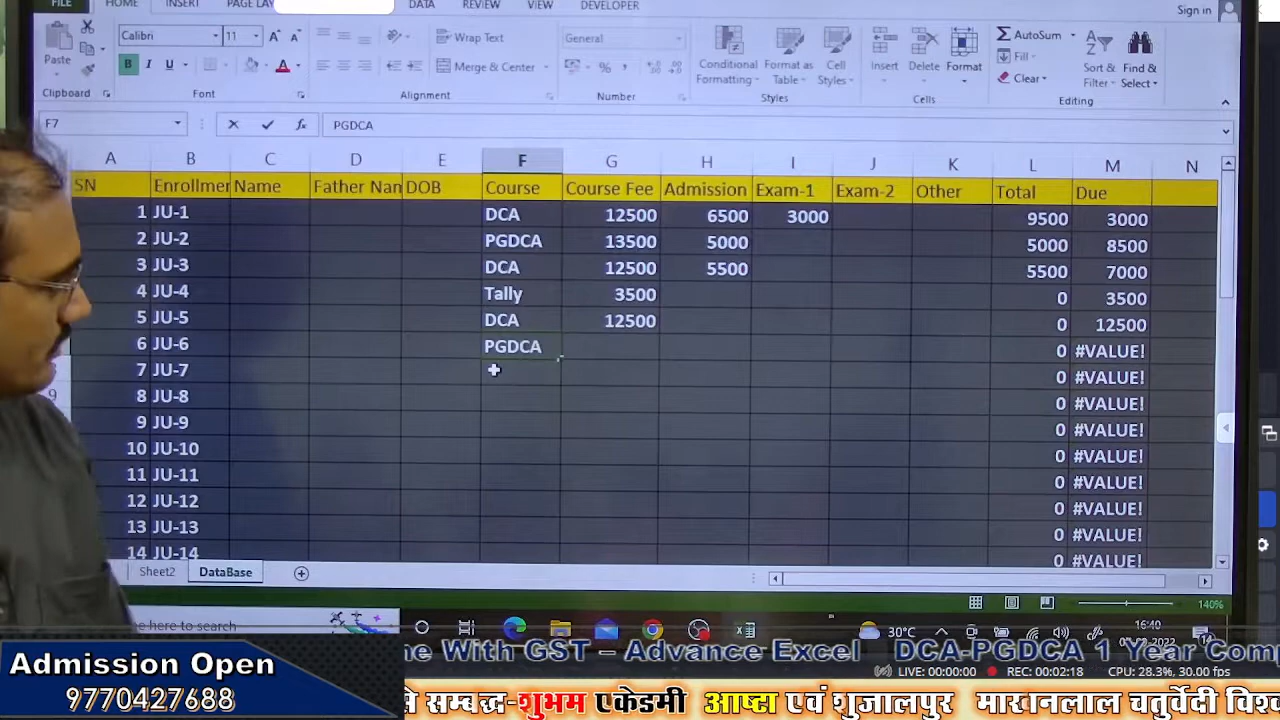 FILE HOME INSERT PAGE LAY DATA REVIEW VIEW DEVELOPER Sign in
Calibri 11 Wrap Text General AutoSum
Paste B I U Merge & Center % , Conditional Formatting Format as Table Cell Styles Insert Delete Format Fill Clear Sort & Filter Find & Select
Clipboard Font Alignment Number Styles Cells Editing
F7 fx PGDCA
A B C D E F G H I J K L M N
SN Enrollmer Name Father Nan DOB Course Course Fee Admission Exam-1 Exam-2 Other Total Due
1 JU-1 DCA 12500 6500 3000 9500 3000
2 JU-2 PGDCA 13500 5000 5000 8500
3 JU-3 DCA 12500 5500 5500 7000
4 JU-4 Tally 3500 0 3500
5 JU-5 DCA 12500 0 12500
6 JU-6 PGDCA 0 #VALUE!
7 JU-7 0 #VALUE!
9 8 JU-8 0 #VALUE!
9 JU-9 0 #VALUE!
10 JU-10 0 #VALUE!
11 JU-11 0 #VALUE!
12 JU-12 0 #VALUE!
13 JU-13 0 #VALUE!
14 JU-14 0 #VALUE!
Sheet2 DataBase
140%
e here to search 30°C 16:40
2022
Admission Open
9770427688
ne With GST – Advance Excel DCA-PGDCA 1 Year Comp
LIVE: 00:00:00 REC: 00:02:18 CPU: 28.3%, 30.00 fps
से सम्बद्ध-शुभम एकेडमी आष्टा एवं शुजालपुर माखनलाल चतुर्वेदी विश्व